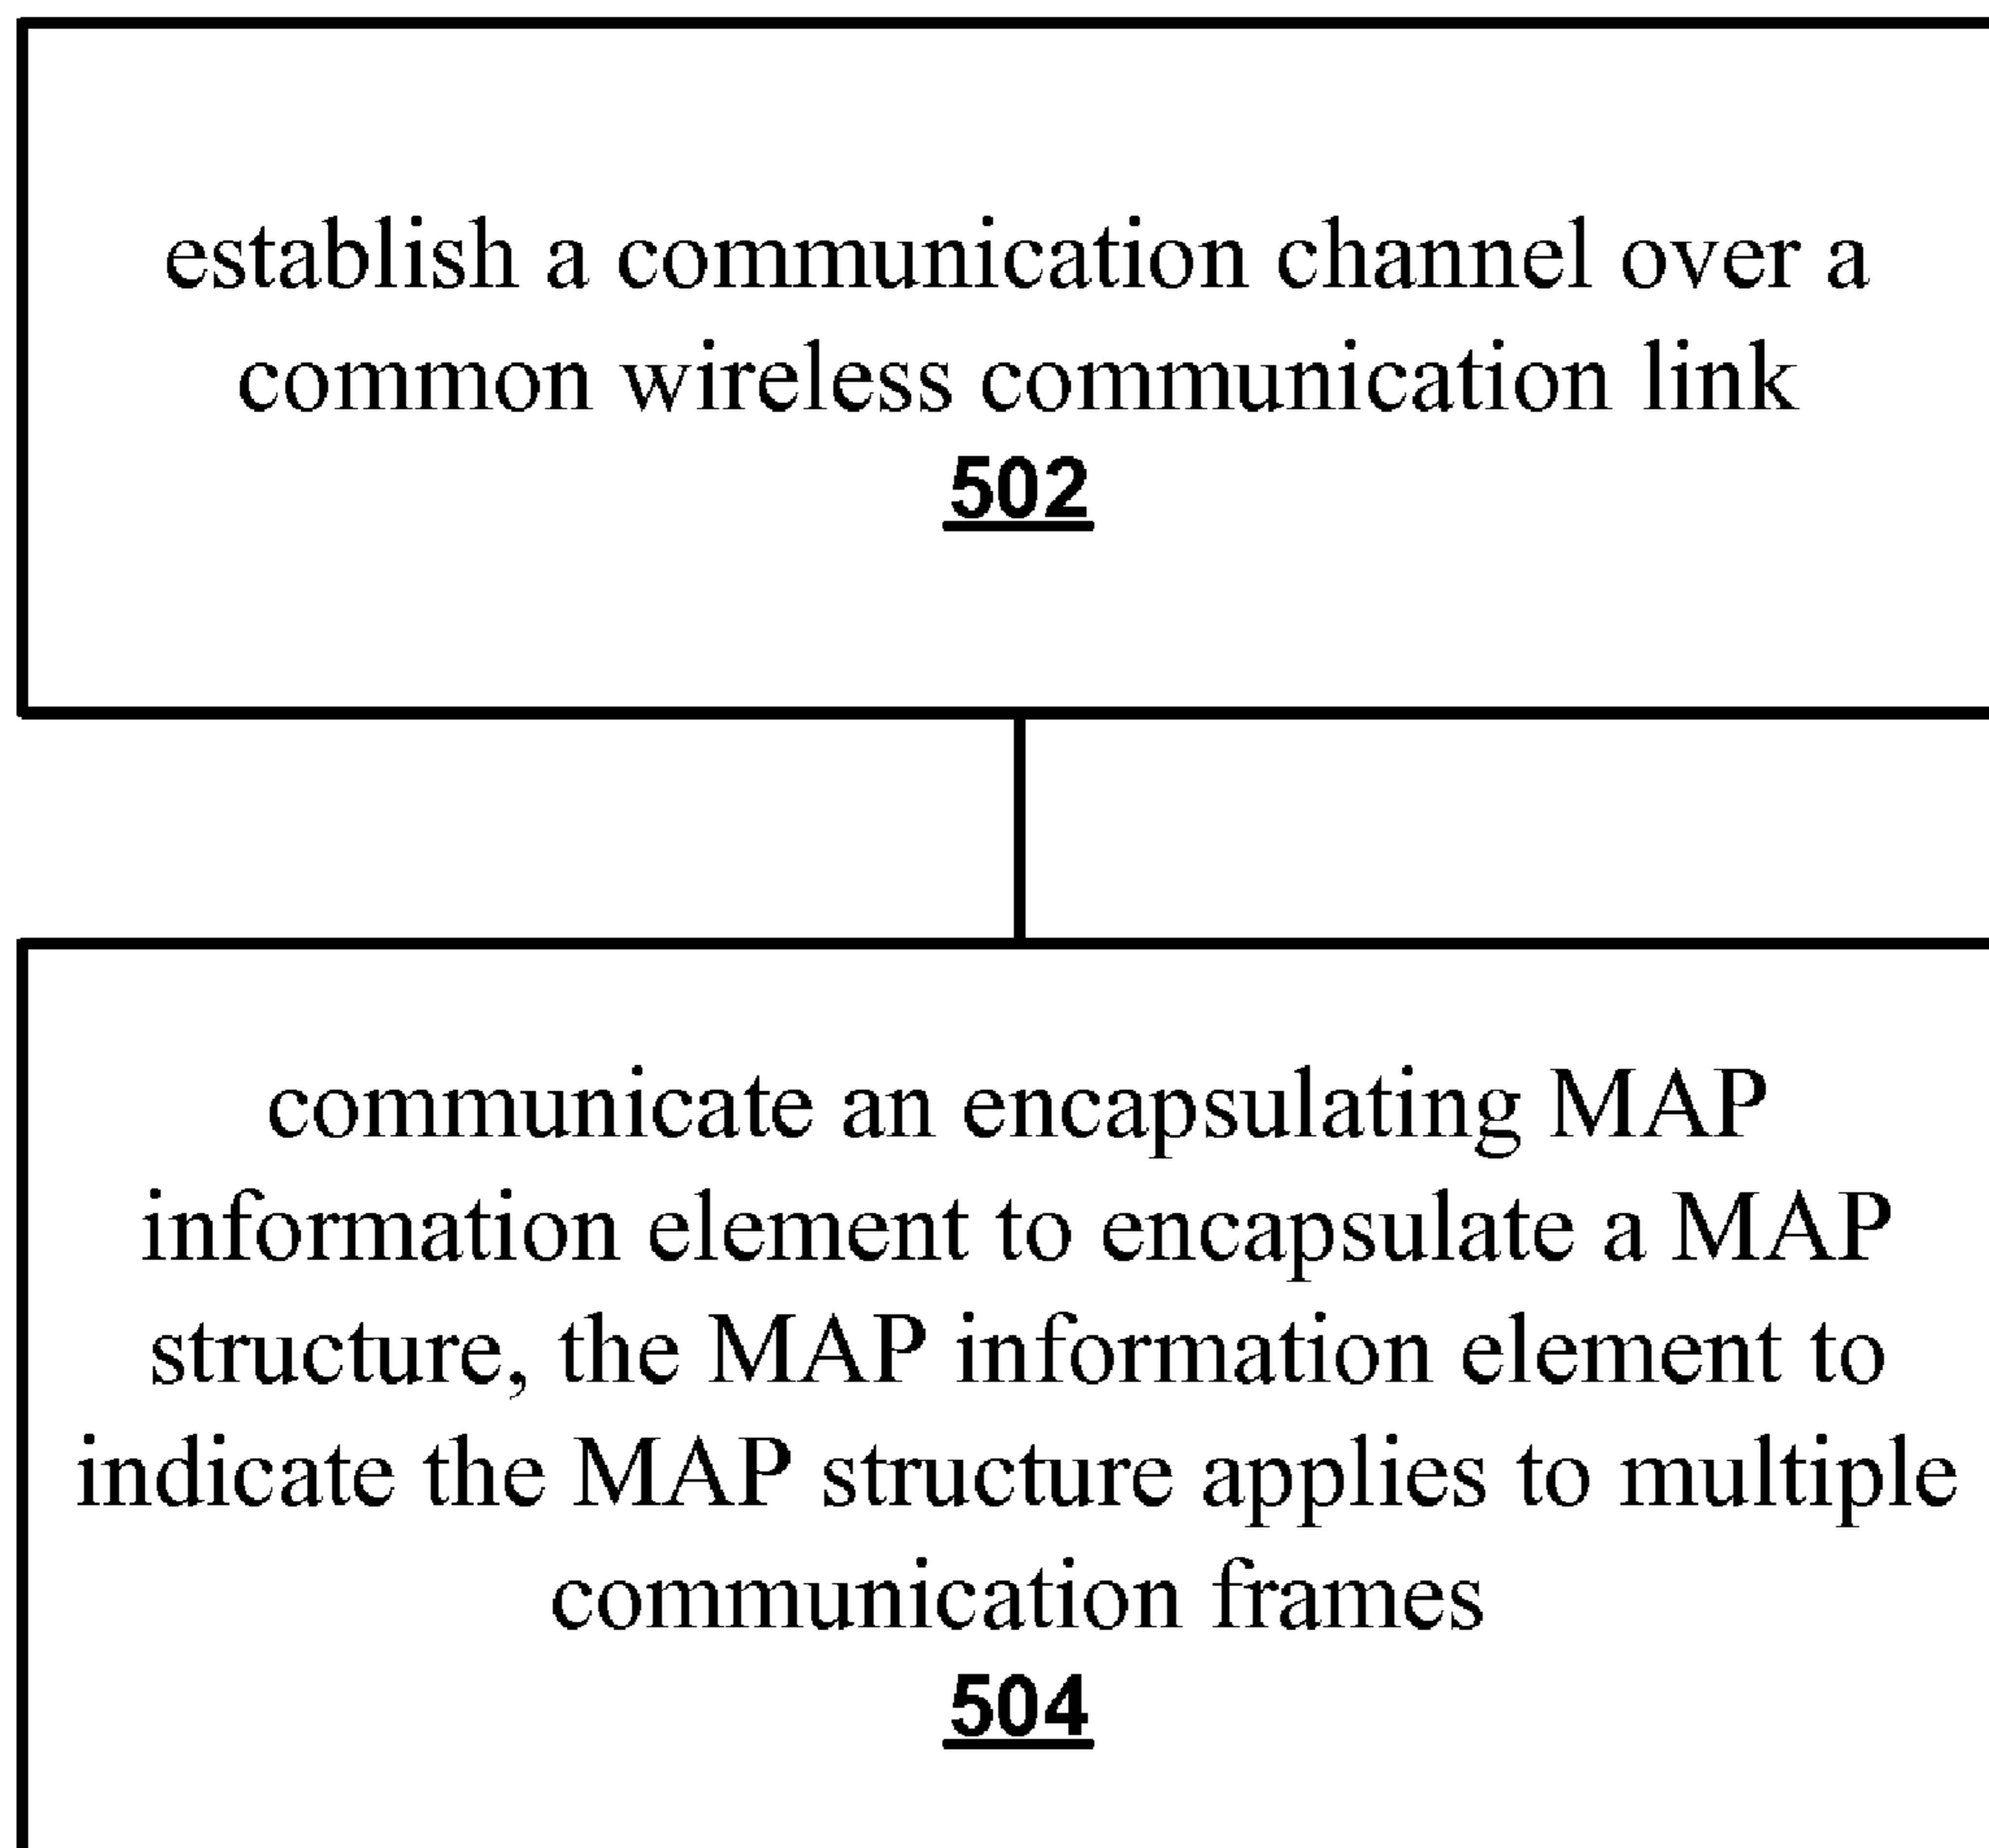 establish a communication channel over a
common wireless communication link
502
communicate an encapsulating MAP
information element to encapsulate a MAP
structure, the MAP information element to
indicate the MAP structure applies to multiple
communication frames
504